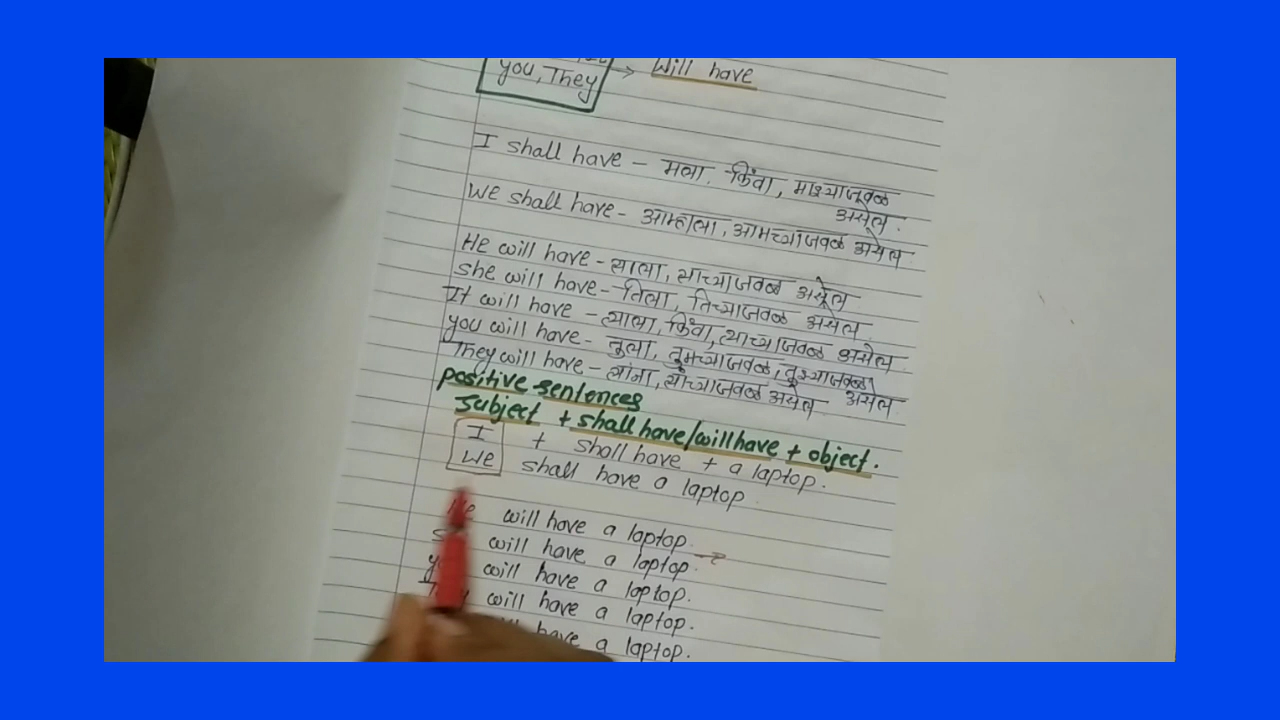 you, They → Will have
I shall have - मला. किंवा, माझ्याजवळ
असेल.
We shall have - आम्हाला, आमच्याजवळ असेल.
He will have - त्याला, त्याच्याजवळ असेल
she will have - तिला, तिच्याजवळ असेल
It will have - त्याला, किंवा, त्याच्याजवळ असेल
you will have - तुला, तुमच्याजवळ, तुझ्याजवळ
असेल
They will have - त्यांना, त्यांच्याजवळ असेल
positive sentences
Subject + shall have/will have + object.
I + shall have + a laptop.
We shall have a laptop.
He will have a laptop.
will have a laptop.
will have a laptop.
will have a laptop.
have a laptop.